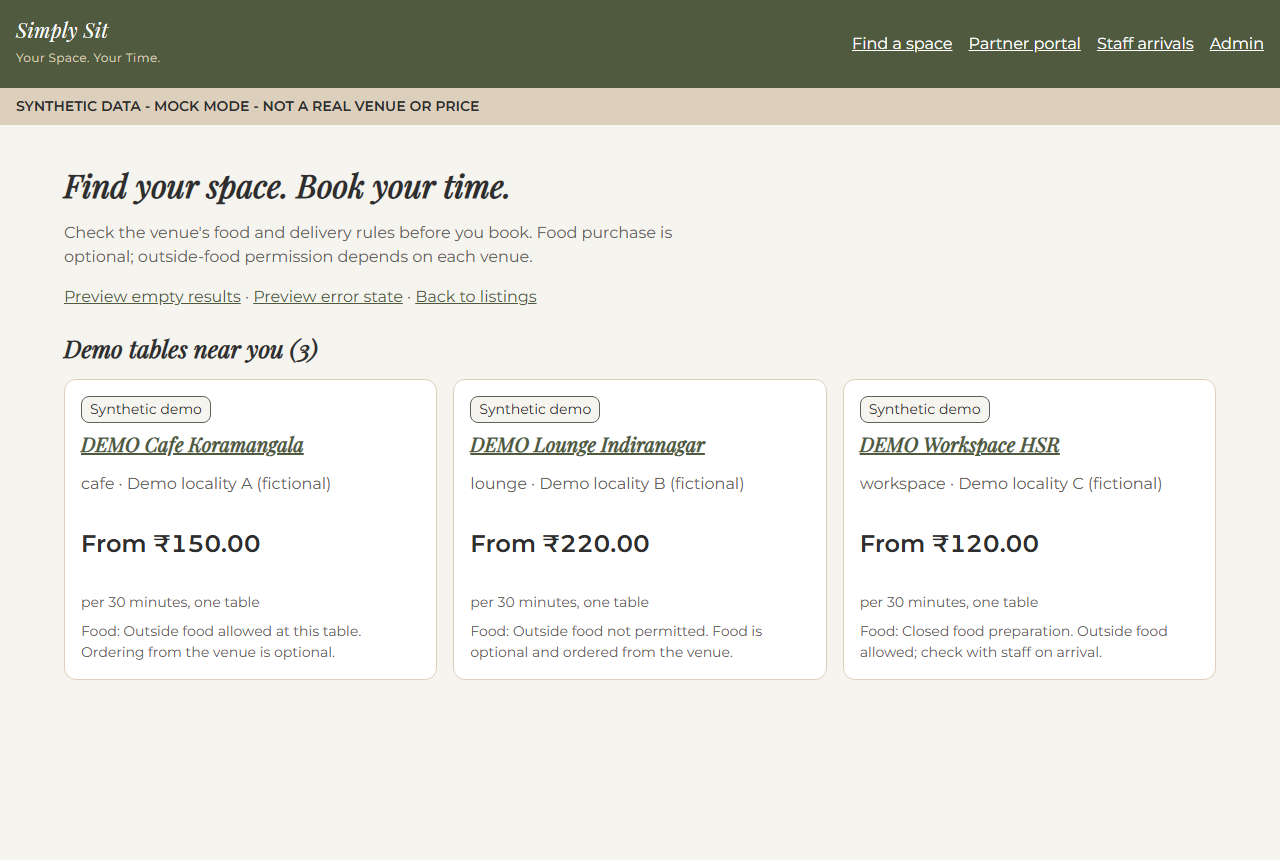 Simply Sit
Your Space. Your Time.
Find a space Partner portal Staff arrivals Admin
SYNTHETIC DATA - MOCK MODE - NOT A REAL VENUE OR PRICE
Find your space. Book your time.
Check the venue's food and delivery rules before you book. Food purchase is
optional; outside-food permission depends on each venue.
Preview empty results · Preview error state · Back to listings
Demo tables near you (3)
Synthetic demo
DEMO Cafe Koramangala
cafe · Demo locality A (fictional)
From ₹150.00
per 30 minutes, one table
Food: Outside food allowed at this table.
Ordering from the venue is optional.
Synthetic demo
DEMO Lounge Indiranagar
lounge · Demo locality B (fictional)
From ₹220.00
per 30 minutes, one table
Food: Outside food not permitted. Food is
optional and ordered from the venue.
Synthetic demo
DEMO Workspace HSR
workspace · Demo locality C (fictional)
From ₹120.00
per 30 minutes, one table
Food: Closed food preparation. Outside food
allowed; check with staff on arrival.